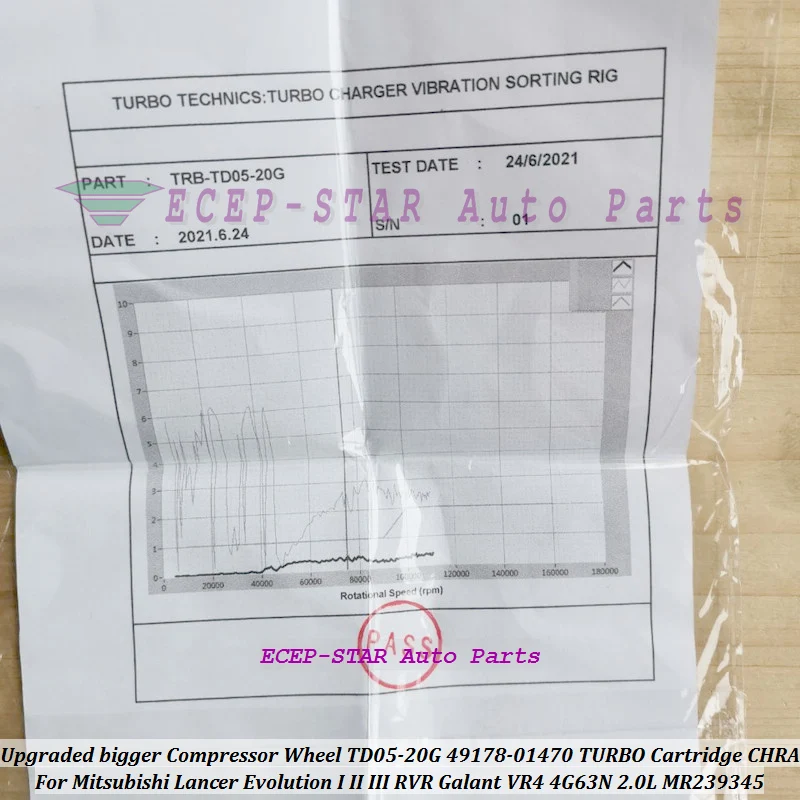 TURBO TECHNICS:TURBO CHARGER VIBRATION SORTING RIG
PART : TRB-TD05-20G
TEST DATE : 24/6/2021
ECEP-STAR Auto Parts
DATE : 2021.6.24
S/N : 01
10
9
8
7
6
5
4
3
2
1
0
0 20000 40000 60000 80000 100000 120000 140000 160000 180000
Rotational Speed (rpm)
PASS
ECEP-STAR Auto Parts
Upgraded bigger Compressor Wheel TD05-20G 49178-01470 TURBO Cartridge CHRA
For Mitsubishi Lancer Evolution I II III RVR Galant VR4 4G63N 2.0L MR239345